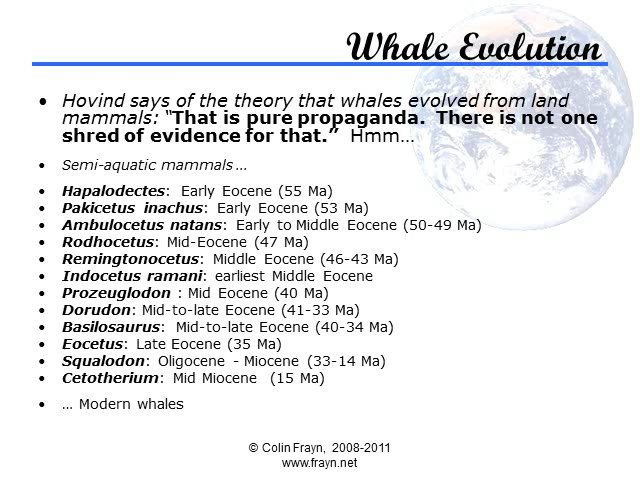 Whale Evolution
• Hovind says of the theory that whales evolved from land
mammals: “That is pure propaganda. There is not one
shred of evidence for that.” Hmm…
• Semi-aquatic mammals…
• Hapalodectes: Early Eocene (55 Ma)
• Pakicetus inachus: Early Eocene (53 Ma)
• Ambulocetus natans: Early to Middle Eocene (50-49 Ma)
• Rodhocetus: Mid-Eocene (47 Ma)
• Remingtonocetus: Middle Eocene (46-43 Ma)
• Indocetus ramani: earliest Middle Eocene
• Prozeuglodon : Mid Eocene (40 Ma)
• Dorudon: Mid-to-late Eocene (41-33 Ma)
• Basilosaurus: Mid-to-late Eocene (40-34 Ma)
• Eocetus: Late Eocene (35 Ma)
• Squalodon: Oligocene - Miocene (33-14 Ma)
• Cetotherium: Mid Miocene (15 Ma)
• … Modern whales
© Colin Frayn, 2008-2011
www.frayn.net